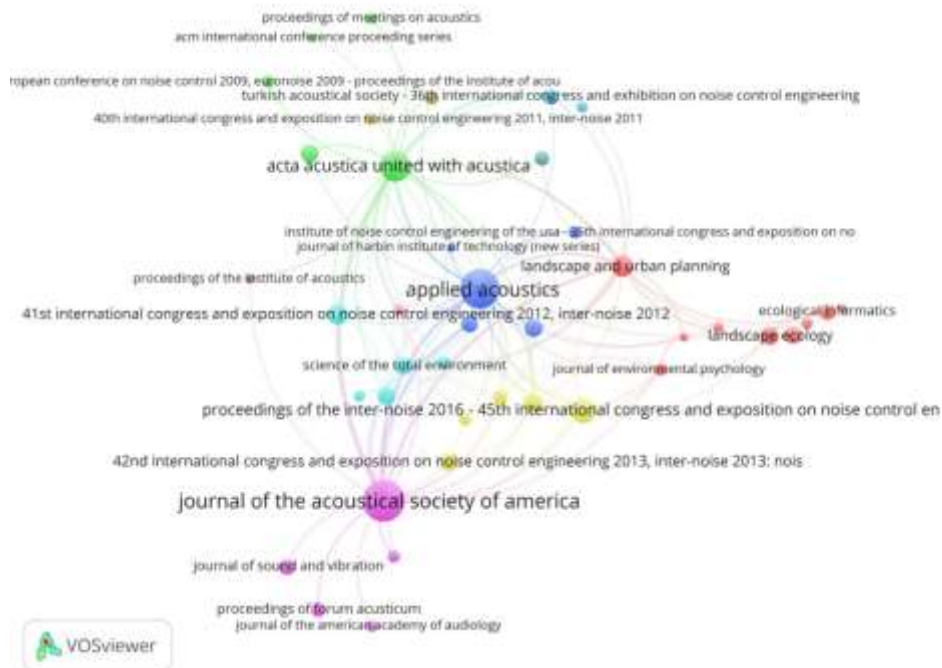 proceedings of meetings on acoustics
acm international conference proceeding series
ropean conference on noise control 2009, euronoise 2009 - proceedings of the institute of acou
turkish acoustical society - 36th international congress and exhibition on noise control engineering
40th international congress and exposition on noise control engineering 2011, inter-noise 2011
acta acustica united with acustica
institute of noise control engineering of the usa - 35th international congress and exposition on no
journal of harbin institute of technology (new series)
landscape and urban planning
proceedings of the institute of acoustics
applied acoustics
ecological informatics
41st international congress and exposition on noise control engineering 2012, inter-noise 2012
landscape ecology
science of the total environment
journal of environmental psychology
proceedings of the inter-noise 2016 - 45th international congress and exposition on noise control en
42nd international congress and exposition on noise control engineering 2013, inter-noise 2013: nois
journal of the acoustical society of america
journal of sound and vibration
proceedings of forum acusticum
journal of the american academy of audiology
VOSviewer